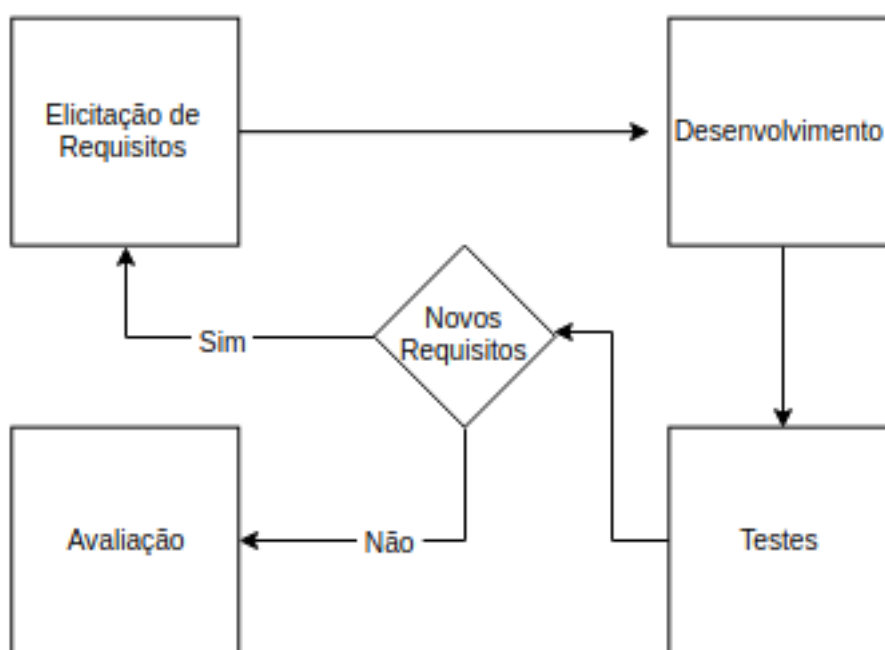 Elicitação de
Requisitos
Desenvolvimento
Novos
Requisitos
Sim
Avaliação
Não
Testes